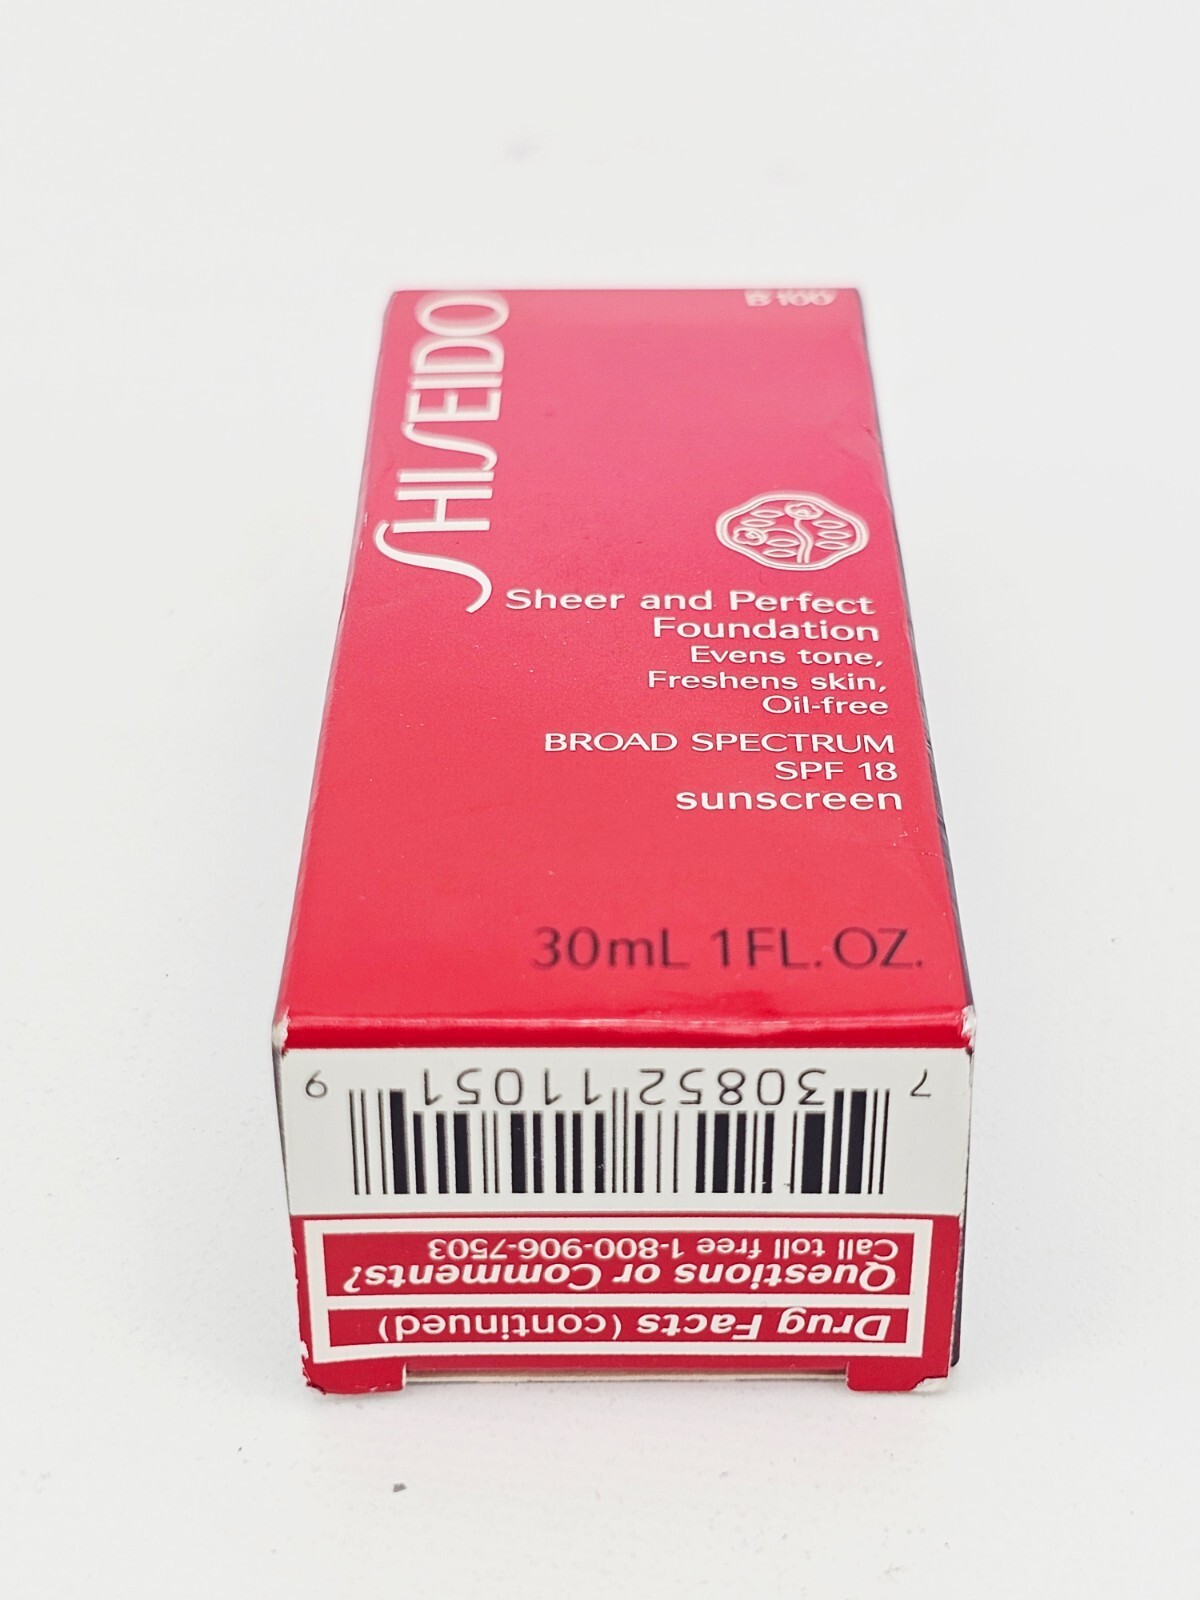 B 100
SHISEIDO
Sheer and Perfect
Foundation
Evens tone,
Freshens skin,
Oil-free
BROAD SPECTRUM
SPF 18
sunscreen
30mL 1FL.OZ.
7 30852 11051 9
Drug Facts (continued)
Questions or Comments?
Call toll free 1-800-906-7503